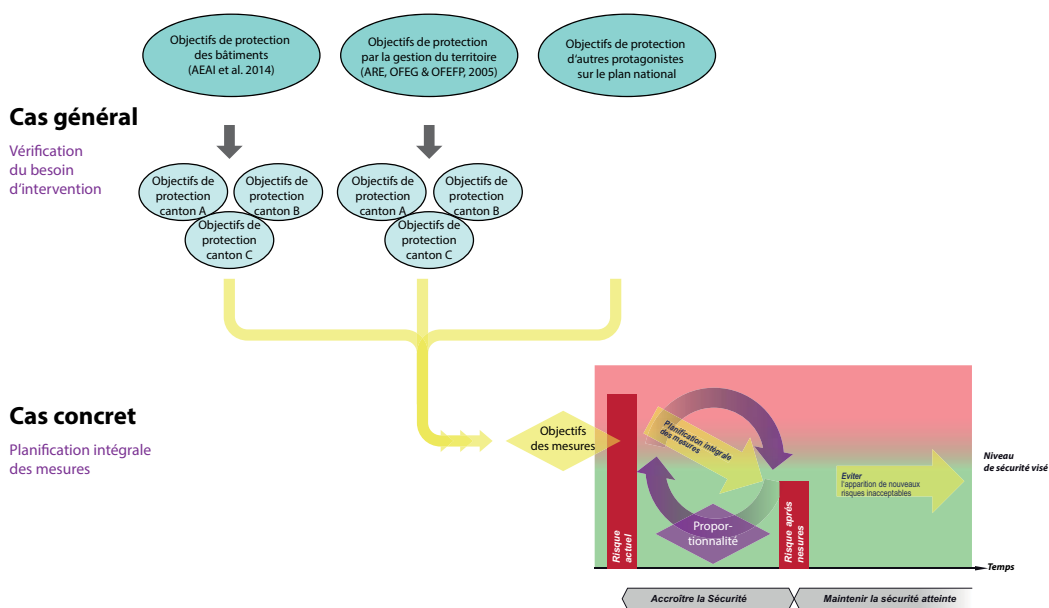 Objectifs de protection
des bâtiments
(AEAI et al. 2014)
Objectifs de protection
par la gestion du territoire
(ARE, OFEG & OFEFP, 2005)
Objectifs de protection
d'autres protagonistes
sur le plan national
Cas général
Vérification
du besoin
d'intervention
Objectifs de
protection
canton A
Objectifs de
protection
canton B
Objectifs de
protection
canton C
Objectifs de
protection
canton A
Objectifs de
protection
canton B
Objectifs de
protection
canton C
Cas concret
Planification intégrale
des mesures
Objectifs
des mesures
Risque
actuel
Planification intégrale
des mesures
Propor-
tionnalité
Risque après
nesures
Eviter
l'apparition de nouveaux
risques inacceptables
Niveau
de sécurité visé
Temps
Accroître la Sécurité
Maintenir la sécurité atteinte